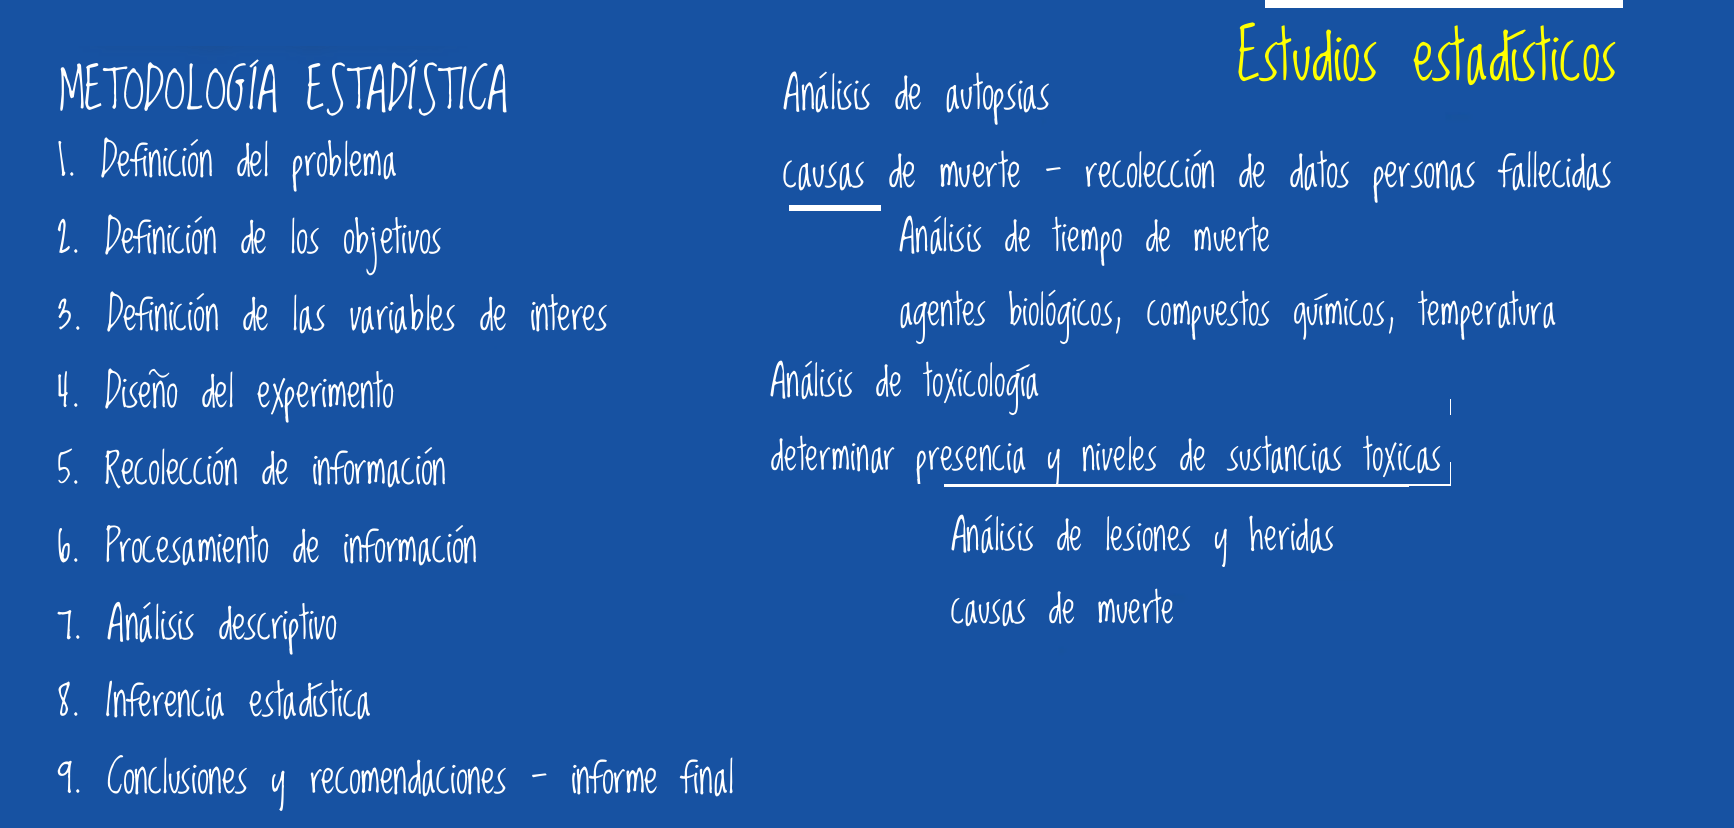 METODOLOGÍA ESTADÍSTICA
1. Definición del problema
2. Definición de los objetivos
3. Definición de las variables de interes
4. Diseño del experimento
5. Recolección de información
6. Procesamiento de información
7. Análisis descriptivo
8. Inferencia estadística
9. Conclusiones y recomendaciones - informe final
Estudios estadísticos
Análisis de autopsias
causas de muerte - recolección de datos personas fallecidas
Análisis de tiempo de muerte
agentes biológicos, compuestos químicos, temperatura
Análisis de toxicología
determinar presencia y niveles de sustancias toxicas
Análisis de lesiones y heridas
causas de muerte